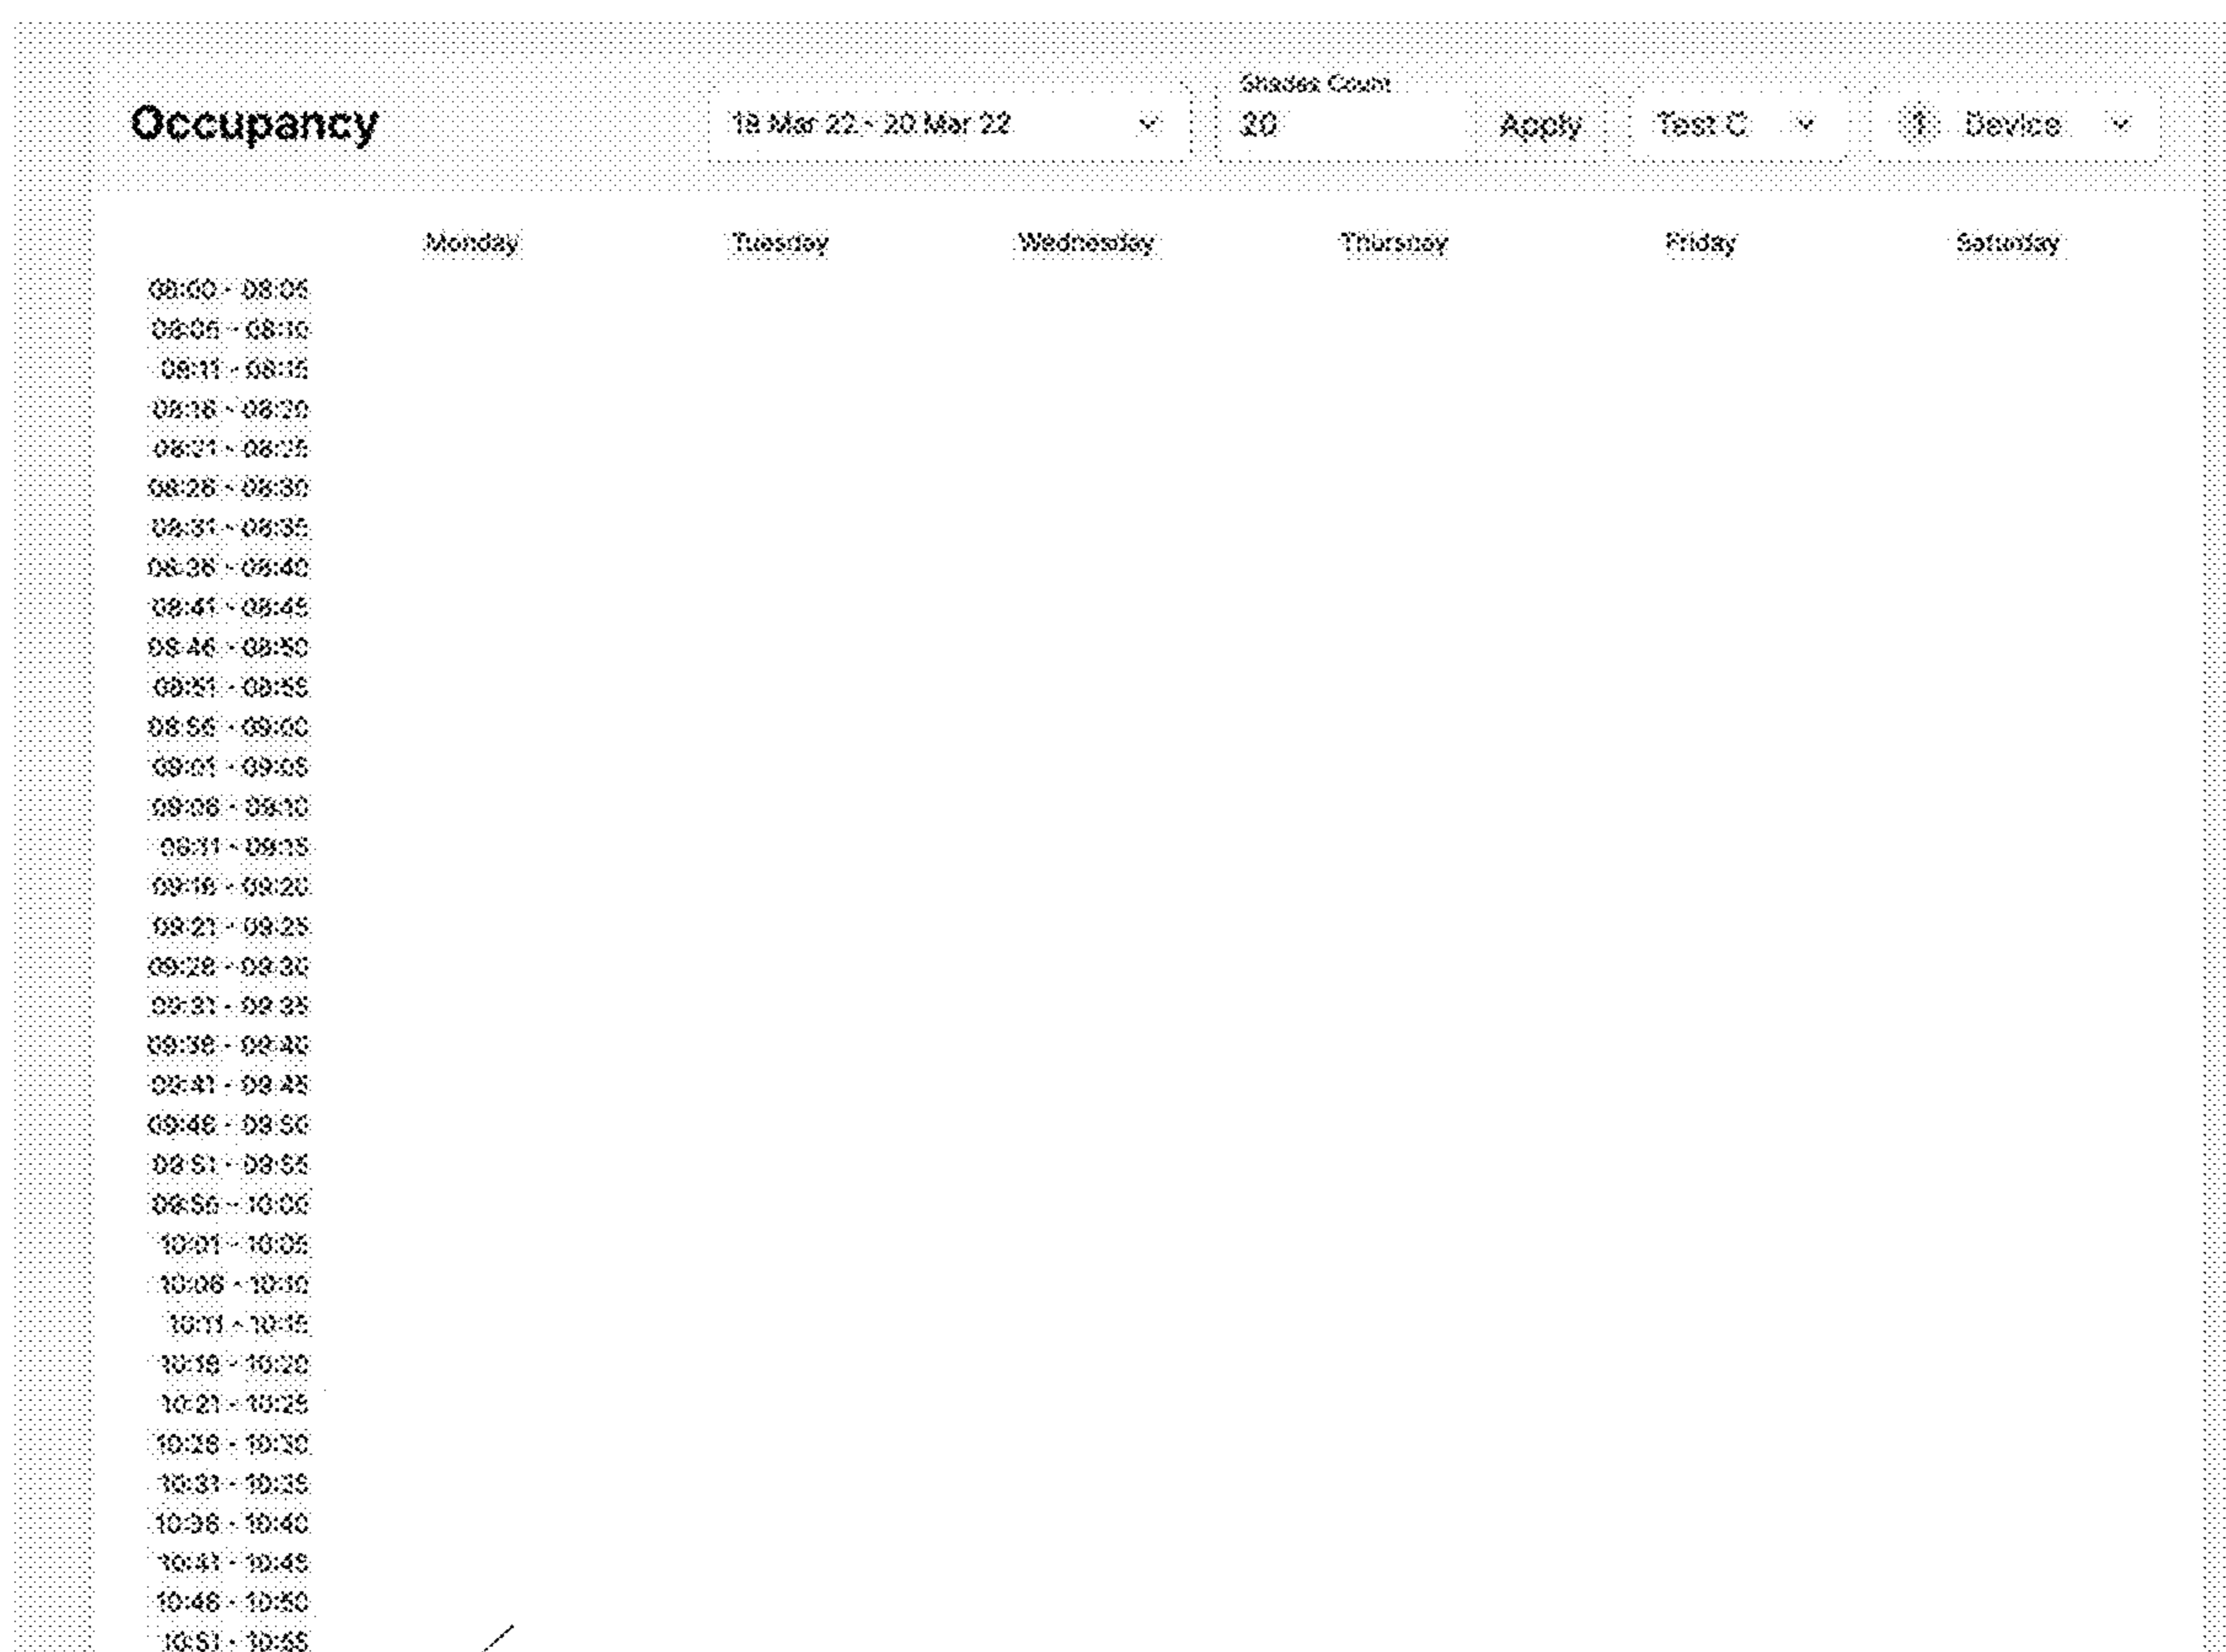 Shades Count
Occupancy 18 Mar 22 - 20 Mar 22 20 Apply Test C 1 Device
Monday Tuesday Wednesday Thursday Friday Saturday
08:00 - 08:05
08:06 - 08:10
08:11 - 08:15
08:16 - 08:20
08:21 - 08:25
08:26 - 08:30
08:31 - 08:35
08:36 - 08:40
08:41 - 08:45
08:46 - 08:50
08:51 - 08:55
08:56 - 09:00
09:01 - 09:05
09:06 - 09:10
09:11 - 09:15
09:16 - 09:20
09:21 - 09:25
09:26 - 09:30
09:31 - 09:35
09:36 - 09:40
09:41 - 09:45
09:46 - 09:50
09:51 - 09:55
09:56 - 10:00
10:01 - 10:05
10:06 - 10:10
10:11 - 10:15
10:16 - 10:20
10:21 - 10:25
10:26 - 10:30
10:31 - 10:35
10:36 - 10:40
10:41 - 10:45
10:46 - 10:50
10:51 - 10:55